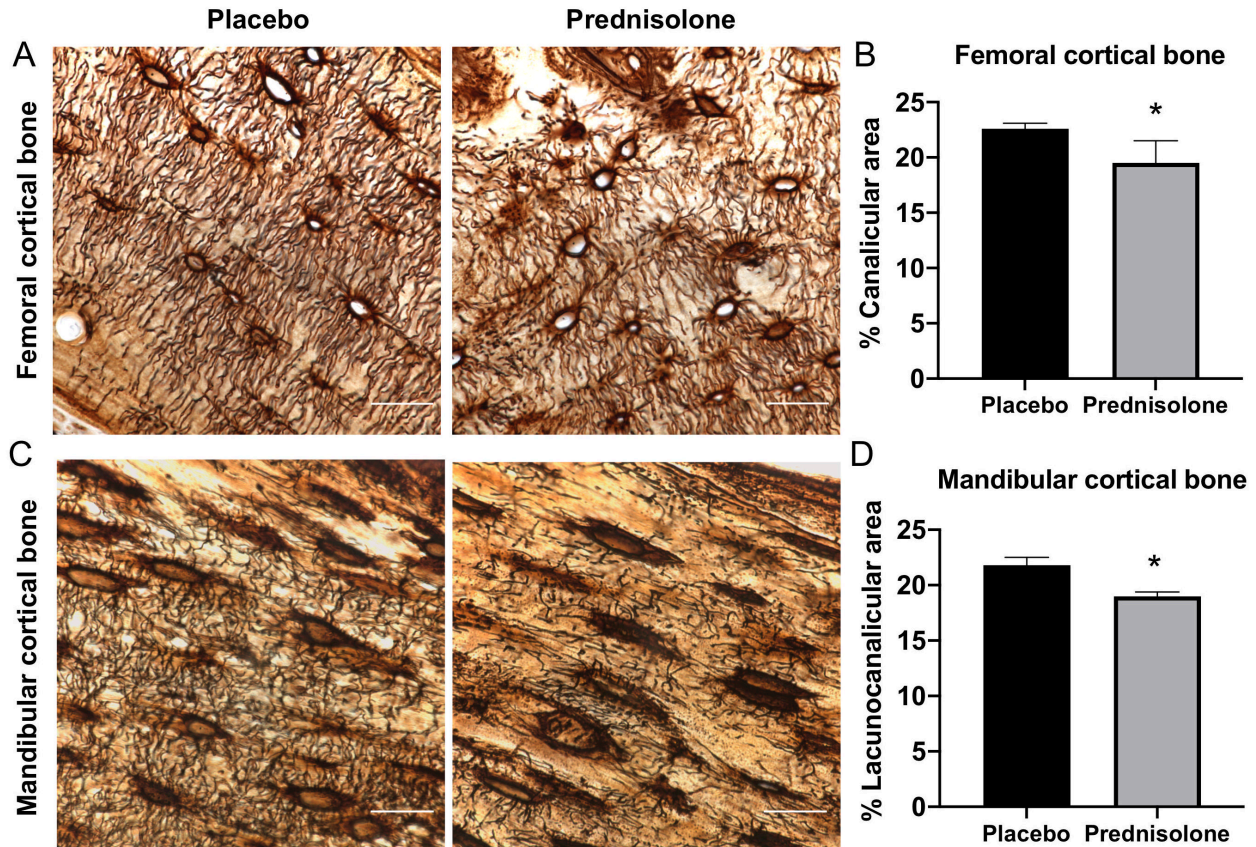 Placebo
Prednisolone
A
Femoral cortical bone
B
Femoral cortical bone
% Canalicular area
25
20
15
10
5
0
*
Placebo
Prednisolone
C
Mandibular cortical bone
D
Mandibular cortical bone
% Lacunocanalicular area
25
20
15
10
5
0
*
Placebo
Prednisolone